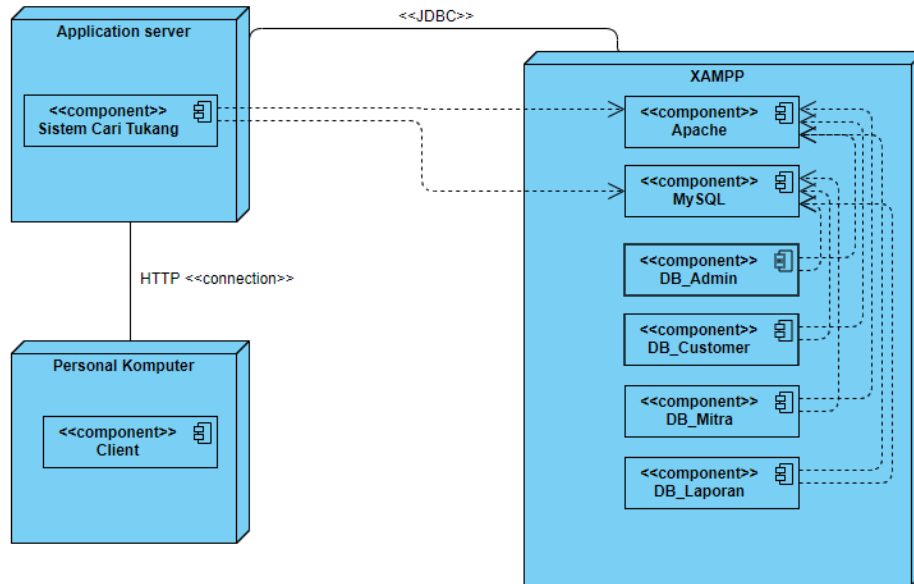 <<JDBC>>
Application server
<<component>>
Sistem Cari Tukang
HTTP <<connection>>
Personal Komputer
<<component>>
Client
XAMPP
<<component>>
Apache
<<component>>
MySQL
<<component>>
DB_Admin
<<component>>
DB_Customer
<<component>>
DB_Mitra
<<component>>
DB_Laporan